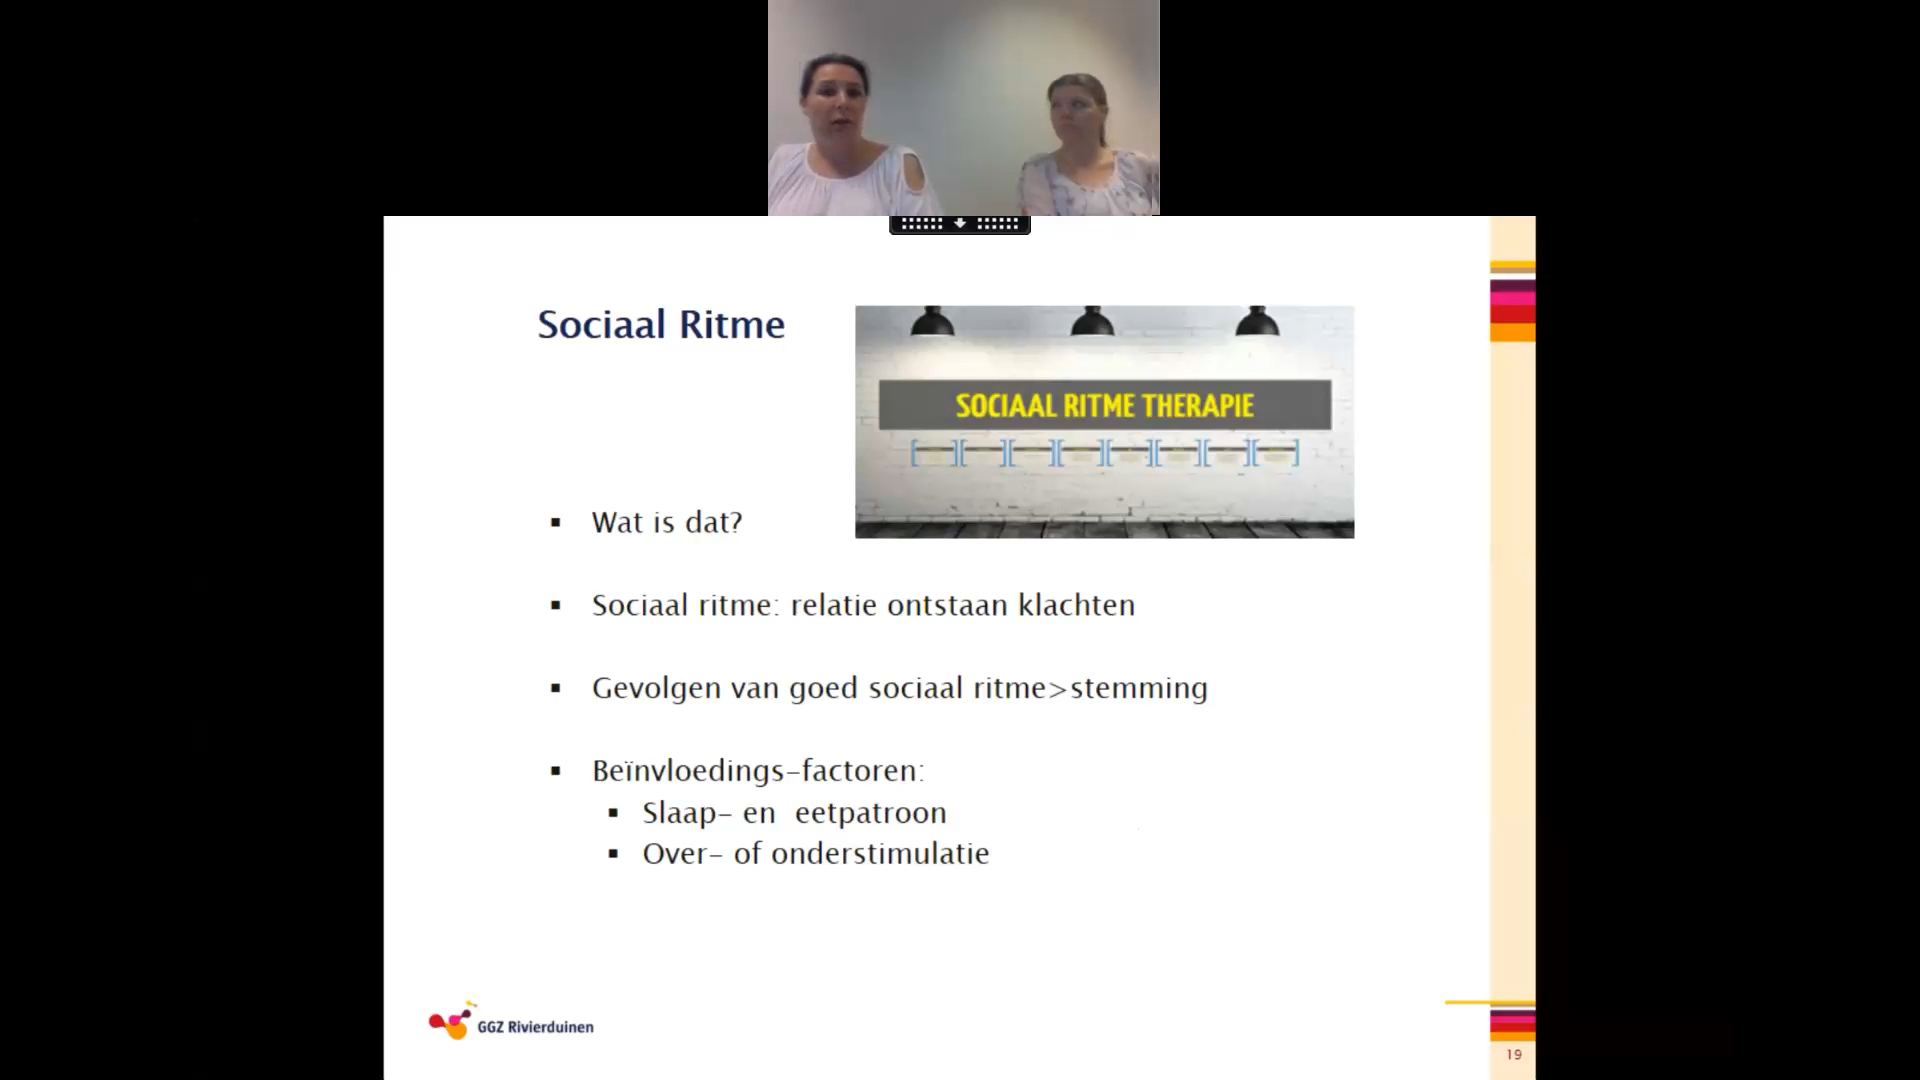 Sociaal Ritme
SOCIAAL RITME THERAPIE
▪ Wat is dat?
▪ Sociaal ritme: relatie ontstaan klachten
▪ Gevolgen van goed sociaal ritme>stemming
▪ Beïnvloedings-factoren:
▪ Slaap- en eetpatroon
▪ Over- of onderstimulatie
GGZ Rivierduinen
19